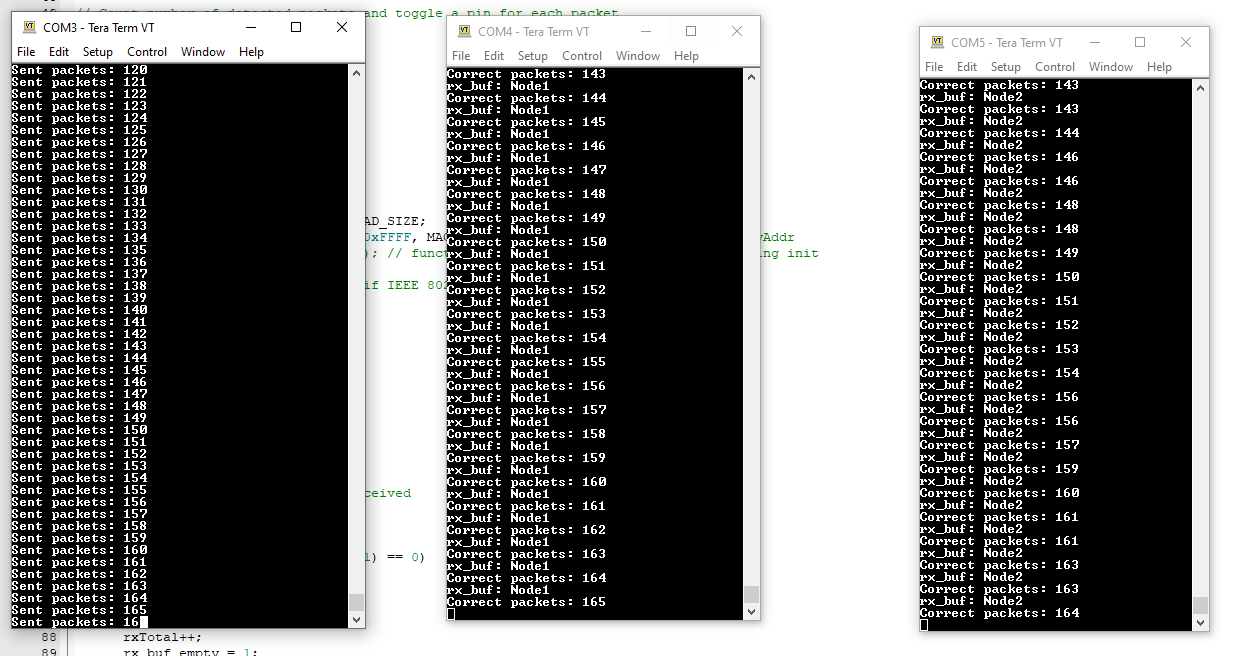 // Count number of detected packets and toggle a pin for each packet
COM3 - Tera Term VT
File Edit Setup Control Window Help
Sent packets: 120
Sent packets: 121
Sent packets: 122
Sent packets: 123
Sent packets: 124
Sent packets: 125
Sent packets: 126
Sent packets: 127
Sent packets: 128
Sent packets: 129
Sent packets: 130
Sent packets: 131
Sent packets: 132
Sent packets: 133
Sent packets: 134
Sent packets: 135
Sent packets: 136
Sent packets: 137
Sent packets: 138
Sent packets: 139
Sent packets: 140
Sent packets: 141
Sent packets: 142
Sent packets: 143
Sent packets: 144
Sent packets: 145
Sent packets: 146
Sent packets: 147
Sent packets: 148
Sent packets: 149
Sent packets: 150
Sent packets: 151
Sent packets: 152
Sent packets: 153
Sent packets: 154
Sent packets: 155
Sent packets: 156
Sent packets: 157
Sent packets: 158
Sent packets: 159
Sent packets: 160
Sent packets: 161
Sent packets: 162
Sent packets: 163
Sent packets: 164
Sent packets: 165
Sent packets: 16
AD_SIZE;
0xFFFF, MAC
yAddr
); // funct
ng init
if IEEE 802
ceived
1) == 0)
88 rxTotal++;
89 rx_buf_empty = 1;
COM4 - Tera Term VT
File Edit Setup Control Window Help
Correct packets: 143
rx_buf: Node1
Correct packets: 144
rx_buf: Node1
Correct packets: 145
rx_buf: Node1
Correct packets: 146
rx_buf: Node1
Correct packets: 147
rx_buf: Node1
Correct packets: 148
rx_buf: Node1
Correct packets: 149
rx_buf: Node1
Correct packets: 150
rx_buf: Node1
Correct packets: 151
rx_buf: Node1
Correct packets: 152
rx_buf: Node1
Correct packets: 153
rx_buf: Node1
Correct packets: 154
rx_buf: Node1
Correct packets: 155
rx_buf: Node1
Correct packets: 156
rx_buf: Node1
Correct packets: 157
rx_buf: Node1
Correct packets: 158
rx_buf: Node1
Correct packets: 159
rx_buf: Node1
Correct packets: 160
rx_buf: Node1
Correct packets: 161
rx_buf: Node1
Correct packets: 162
rx_buf: Node1
Correct packets: 163
rx_buf: Node1
Correct packets: 164
rx_buf: Node1
Correct packets: 165
COM5 - Tera Term VT
File Edit Setup Control Window Help
Correct packets: 143
rx_buf: Node2
Correct packets: 143
rx_buf: Node2
Correct packets: 144
rx_buf: Node2
Correct packets: 146
rx_buf: Node2
Correct packets: 146
rx_buf: Node2
Correct packets: 148
rx_buf: Node2
Correct packets: 148
rx_buf: Node2
Correct packets: 149
rx_buf: Node2
Correct packets: 150
rx_buf: Node2
Correct packets: 151
rx_buf: Node2
Correct packets: 152
rx_buf: Node2
Correct packets: 153
rx_buf: Node2
Correct packets: 154
rx_buf: Node2
Correct packets: 156
rx_buf: Node2
Correct packets: 156
rx_buf: Node2
Correct packets: 157
rx_buf: Node2
Correct packets: 159
rx_buf: Node2
Correct packets: 160
rx_buf: Node2
Correct packets: 161
rx_buf: Node2
Correct packets: 161
rx_buf: Node2
Correct packets: 163
rx_buf: Node2
Correct packets: 163
rx_buf: Node2
Correct packets: 164